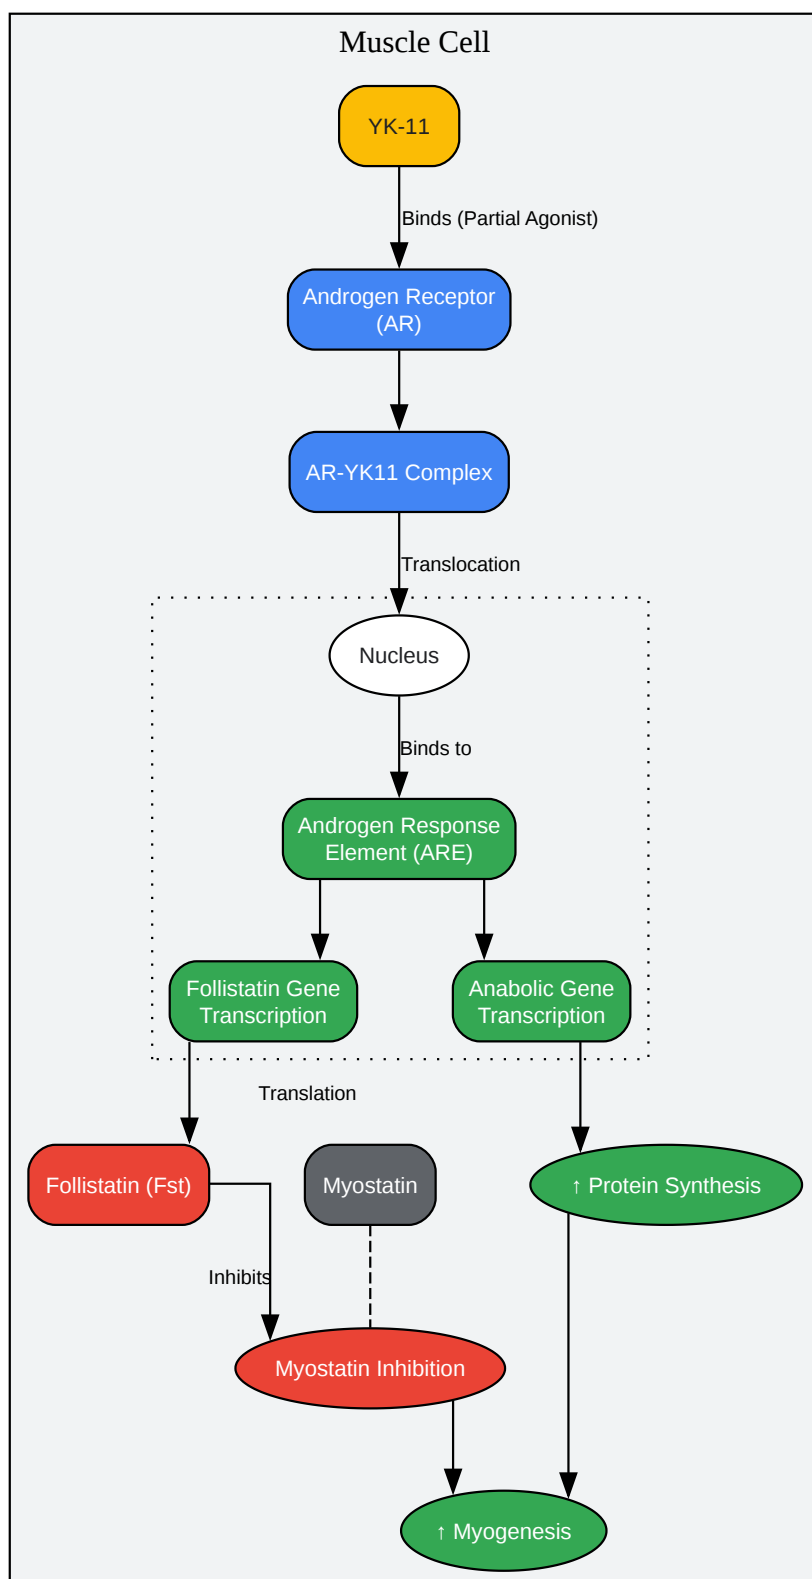 Muscle Cell
YK-11
Binds (Partial Agonist)
Androgen Receptor
(AR)
AR-YK11 Complex
Translocation
Nucleus
Binds to
Androgen Response
Element (ARE)
Follistatin Gene
Transcription
Anabolic Gene
Transcription
Translation
Follistatin (Fst)
Myostatin
↑ Protein Synthesis
Inhibits
Myostatin Inhibition
↑ Myogenesis